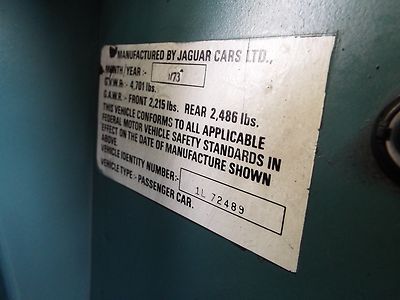 MANUFACTURED BY JAGUAR CARS LTD.,
MONTH/YEAR :- 73
G.V.W.R:- 4,701 lbs.
G.A.W.R:- FRONT 2,215 lbs. REAR 2,486 lbs.
THIS VEHICLE CONFORMS TO ALL APPLICABLE
FEDERAL MOTOR VEHICLE SAFETY STANDARDS IN
EFFECT ON THE DATE OF MANUFACTURE SHOWN
ABOVE
VEHICLE IDENTITY NUMBER:- 1L 72489
VEHICLE TYPE:- PASSENGER CAR.